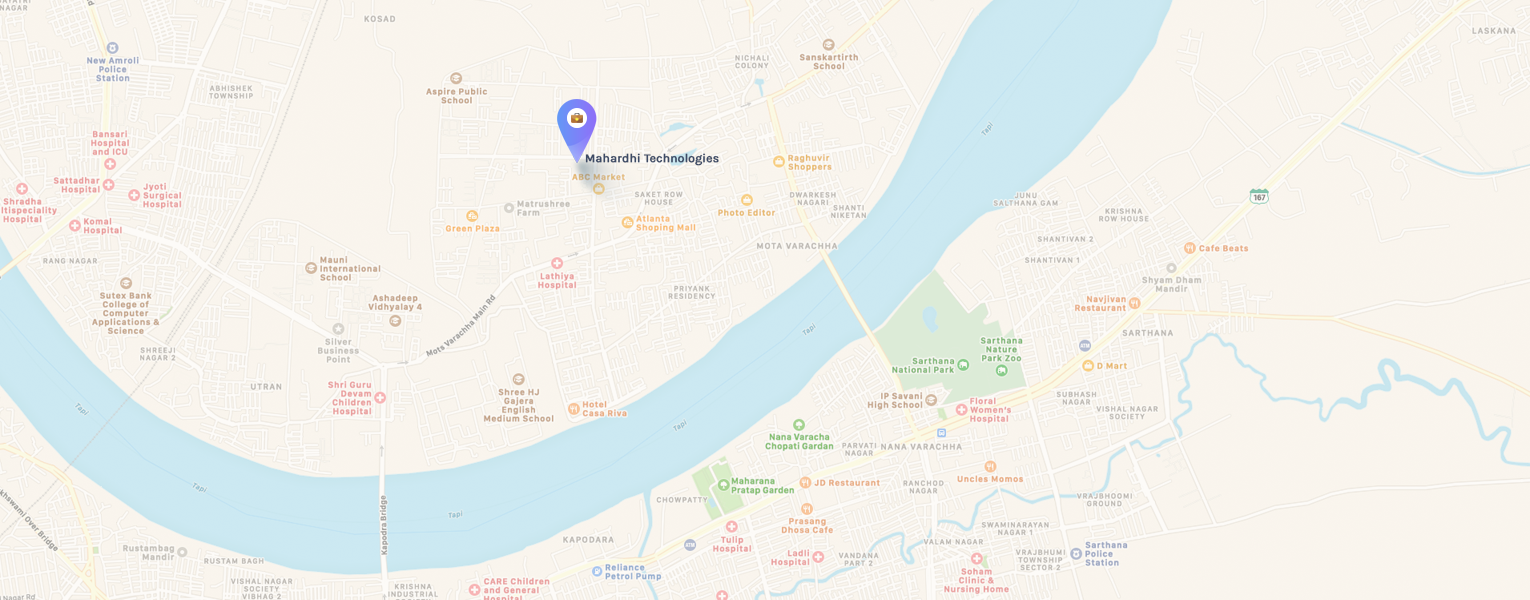 NAGAR
KOSAD
New Amroli
Police
Station
ABHISHEK
TOWNSHIP
Aspire Public
School
NICHALI
COLONY
Sanskartirth
School
LASKANA
Bansari
Hospital
and ICU
Sattadhar
Hospital
Jyoti
Surgical
Hospital
Shradha
ltispeciality
Hospital
Komal
Hospital
Mahardhi Technologies
ABC Market
Matrushree
Farm
Green Plaza
SAKET ROW
HOUSE
Atlanta
Shoping Mall
Raghuvir
Shoppers
Photo Editor
DWARKESH
NAGARI
SHANTI
NIKETAN
MOTA VARACHHA
Tapi
JUNU
SALTHANA GAM
KRISHNA
ROW HOUSE
167
SHANTIVAN 2
SHANTIVAN 1
Cafe Beats
Shyam Dham
Mandir
Navjivan
Restaurant
SARTHANA
RANG NAGAR
Mauni
International
School
Sutex Bank
College of
Computer
Applications &
Science
Ashadeep
Vidhyalay 4
Lathiya
Hospital
PRIYANK
RESIDENCY
Mots Varachha Main Rd
Silver
Business
Point
SHREEJI
NAGAR 2
UTRAN
Shri Guru
Devam
Children
Hospital
Shree HJ
Gajera
English
Medium School
Hotel
Casa Riva
Tapi
Sarthana
National Park
Sarthana
Nature
Park Zoo
ATM
D Mart
IP Savani
High School
Floral
Women's
Hospital
SUBHASH
NAGAR
VISHAL NAGAR
SOCIETY
Tapi
Tapi
Nana Varacha
Chopati Gardan
PARVATI
NAGAR
NANA VARACHHA
Tapi
Tapi
Kapodra Bridge
CHOWPATTY
Maharana
Pratap Garden
JD Restaurant
RANCHOD
NAGAR
Uncles Momos
Prasang
Dhosa Cafe
VRAJBHOOMI
GROUND
SWAMINARAYAN
NAGAR 1
KAPODARA
ATM
Tulip
Hospital
Ladli
Hospital
VANDANA
PART 2
VALAM NAGAR
VRAJBHUMI
TOWNSHIP
SECTOR 2
Sarthana
Police
Station
Soham
Clinic &
Nursing Home
Rustambag
Mandir
RUSTAM BAGH
VISHAL NAGAR
SOCIETY
VIBHAG 2
KRISHNA
INDUSTRIAL
CARE Children
and General
Hospital
Reliance
Petrol Pump
Over Bridge
Nagar Rd